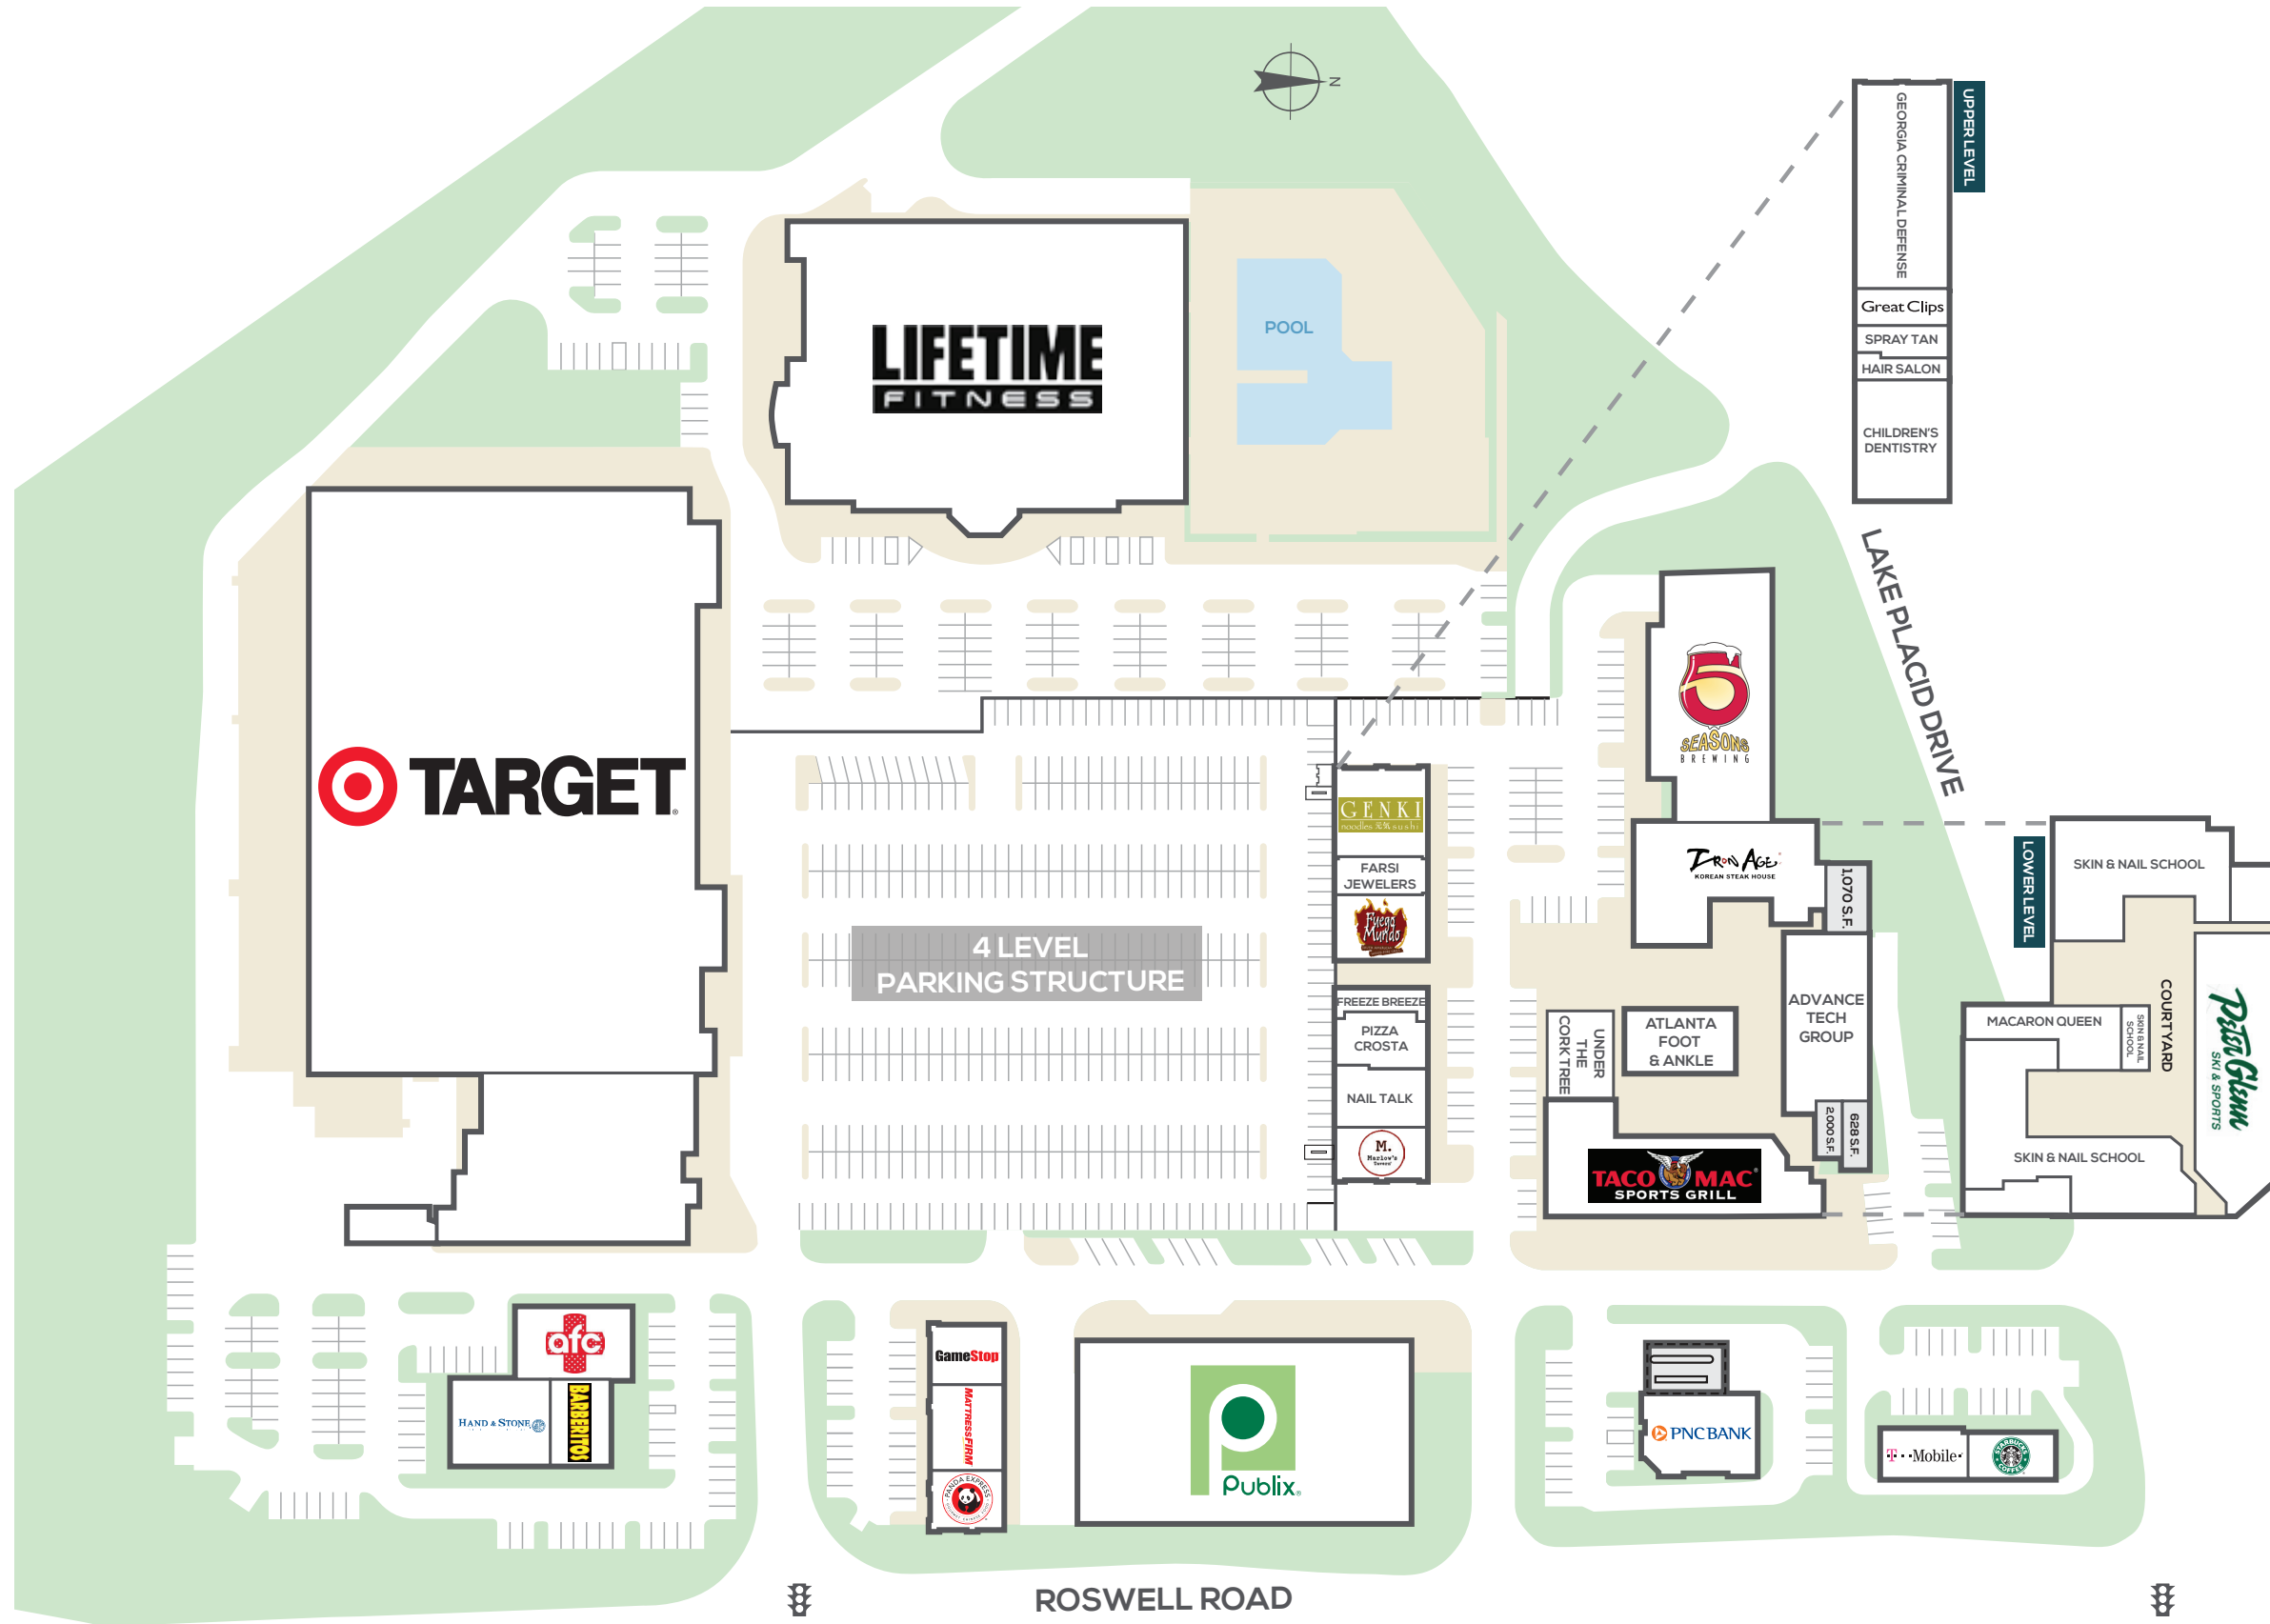 N
UPPER LEVEL
GEORGIA CRIMINAL DEFENSE
Great Clips
SPRAY TAN
HAIR SALON
CHILDREN'S
DENTISTRY
LIFETIME
FITNESS
POOL
LAKE PLACID DRIVE
5
SEASONS
BREWING
TARGET
GENKI
noodles & sushi
FARSI
JEWELERS
Fuego
Mundo
IRON AGE
KOREAN STEAK HOUSE
1,070 S.F.
LOWER LEVEL
SKIN & NAIL SCHOOL
4 LEVEL
PARKING STRUCTURE
FREEZE BREEZE
PIZZA
CROSTA
NAIL TALK
M.
Marlow's
Tavern
UNDER
THE
CORK TREE
ATLANTA
FOOT
& ANKLE
ADVANCE
TECH
GROUP
2,000 S.F.
628 S.F.
MACARON QUEEN
SKIN & NAIL
SCHOOL
COURTYARD
Peter Glenn
SKI & SPORTS
SKIN & NAIL SCHOOL
TACO MAC
SPORTS GRILL
afc
HAND & STONE
BARBERITOS
GameStop
MATTRESSFIRM
PANDA EXPRESS
Publix
PNC BANK
T··Mobile·
STARBUCKS
COFFEE
ROSWELL ROAD